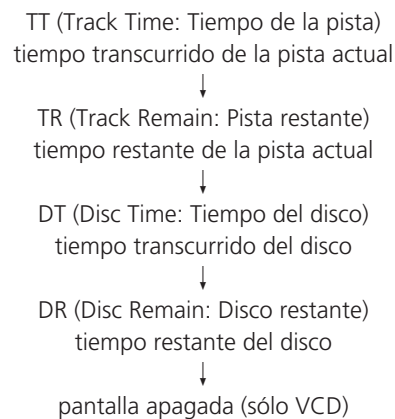 TT (Track Time: Tiempo de la pista)
tiempo transcurrido de la pista actual
TR (Track Remain: Pista restante)
tiempo restante de la pista actual
DT (Disc Time: Tiempo del disco)
tiempo transcurrido del disco
DR (Disc Remain: Disco restante)
tiempo restante del disco
pantalla apagada (sólo VCD)